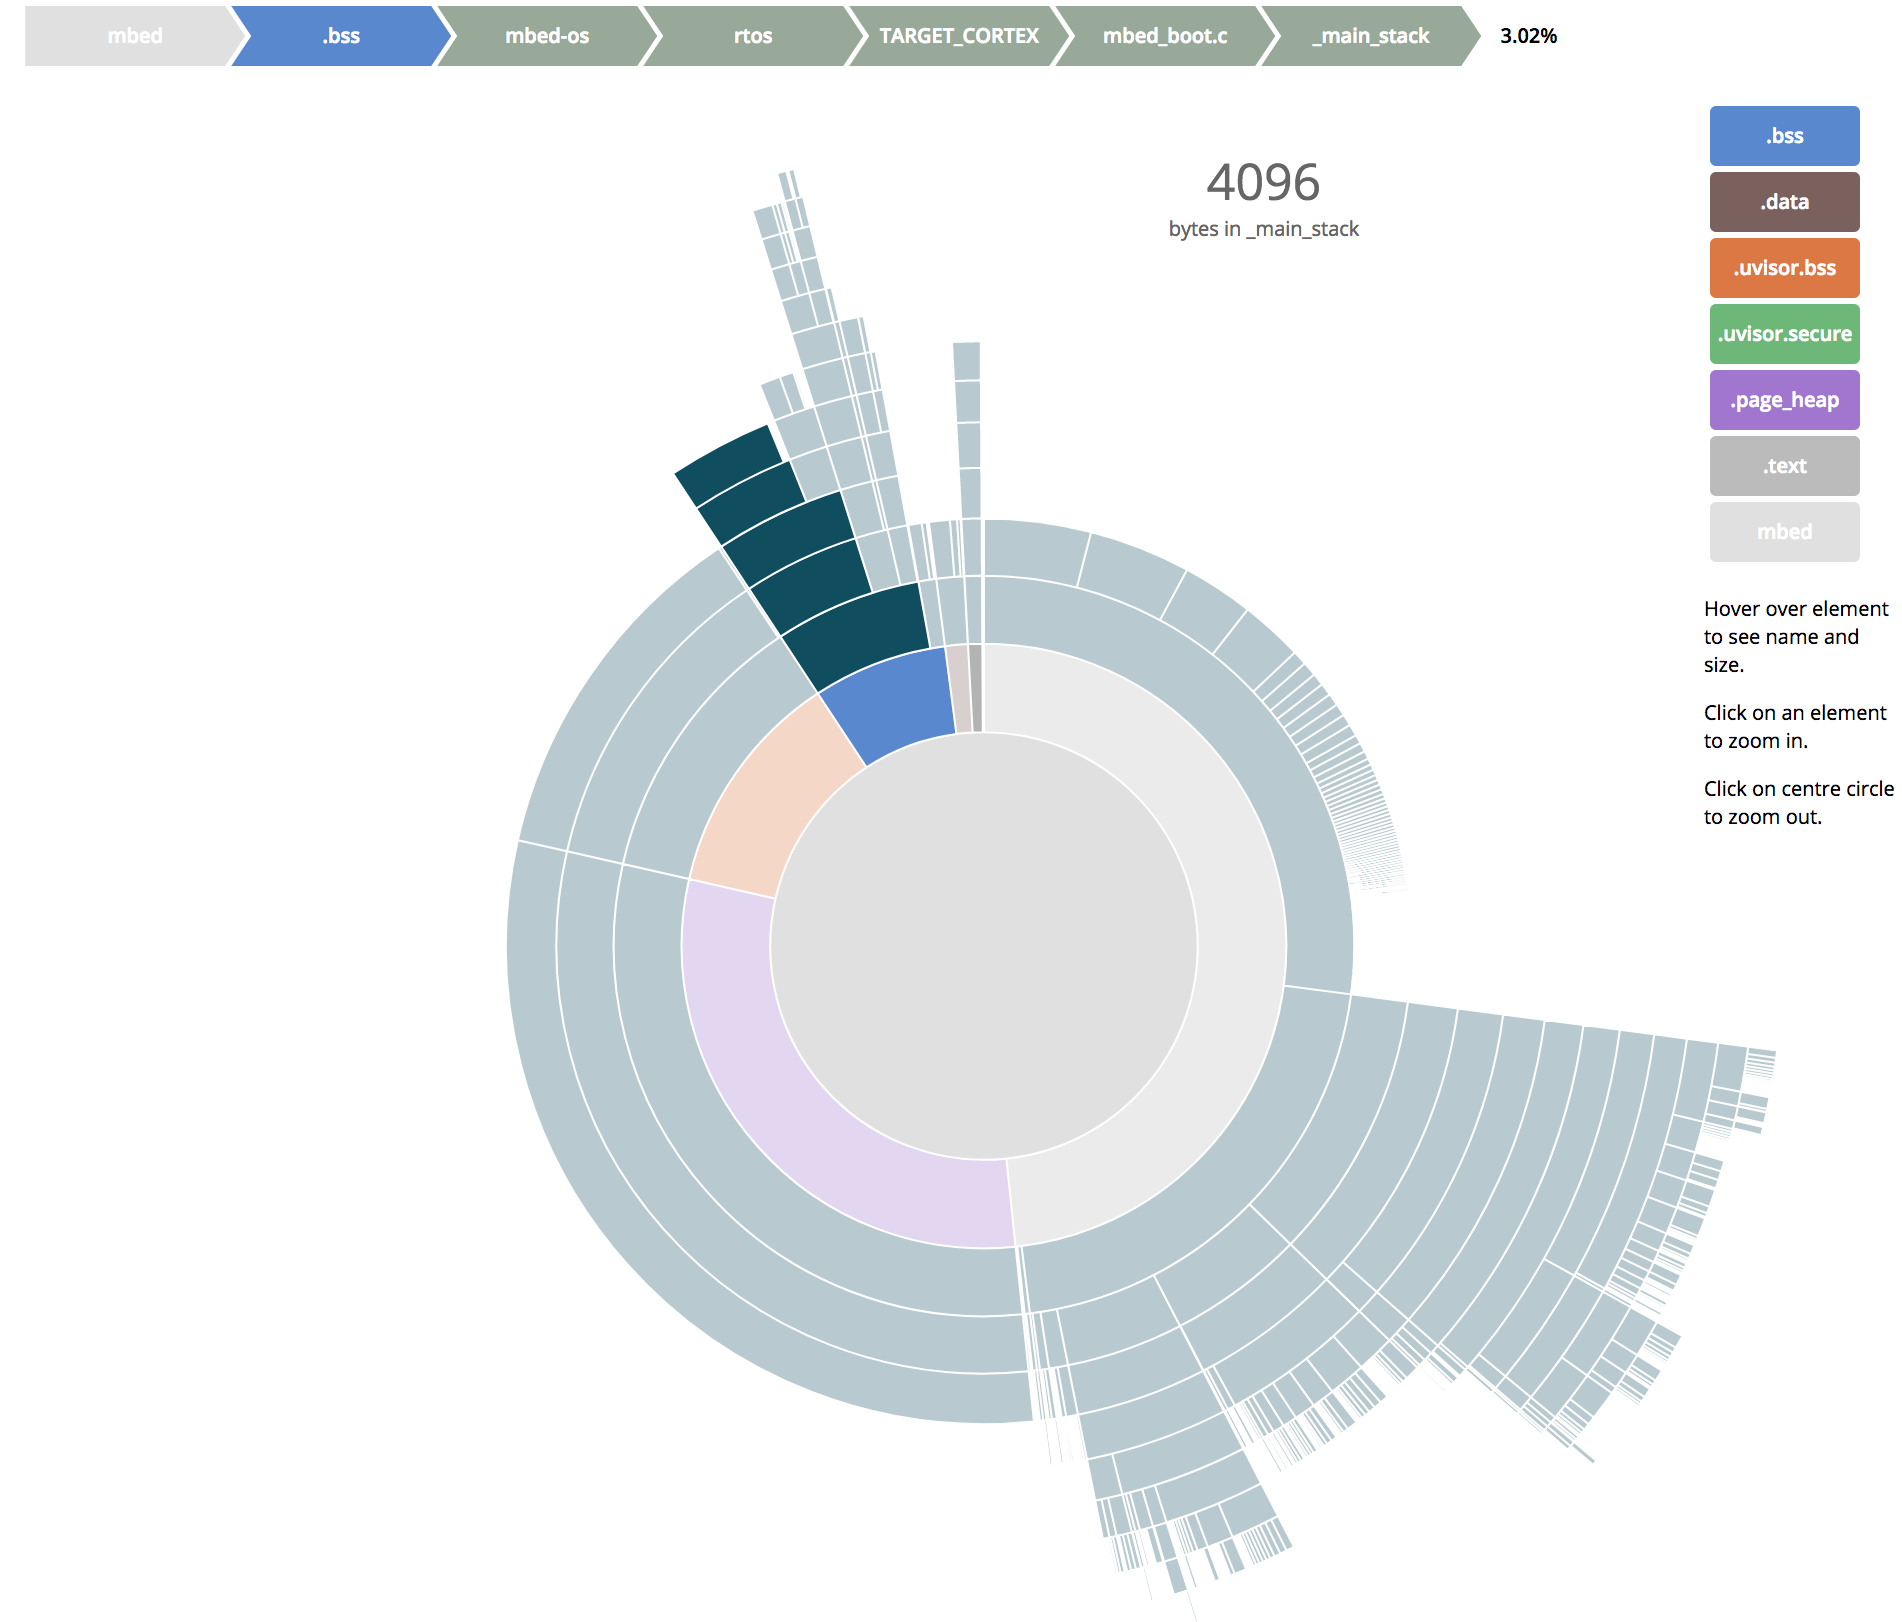 mbed
.bss
mbed-os
rtos
TARGET_CORTEX
mbed_boot.c
_main_stack
3.02%
4096
bytes in _main_stack
.bss
.data
.uvisor.bss
.uvisor.secure
.page_heap
.text
mbed
Hover over element
to see name and
size.
Click on an element
to zoom in.
Click on centre circle
to zoom out.